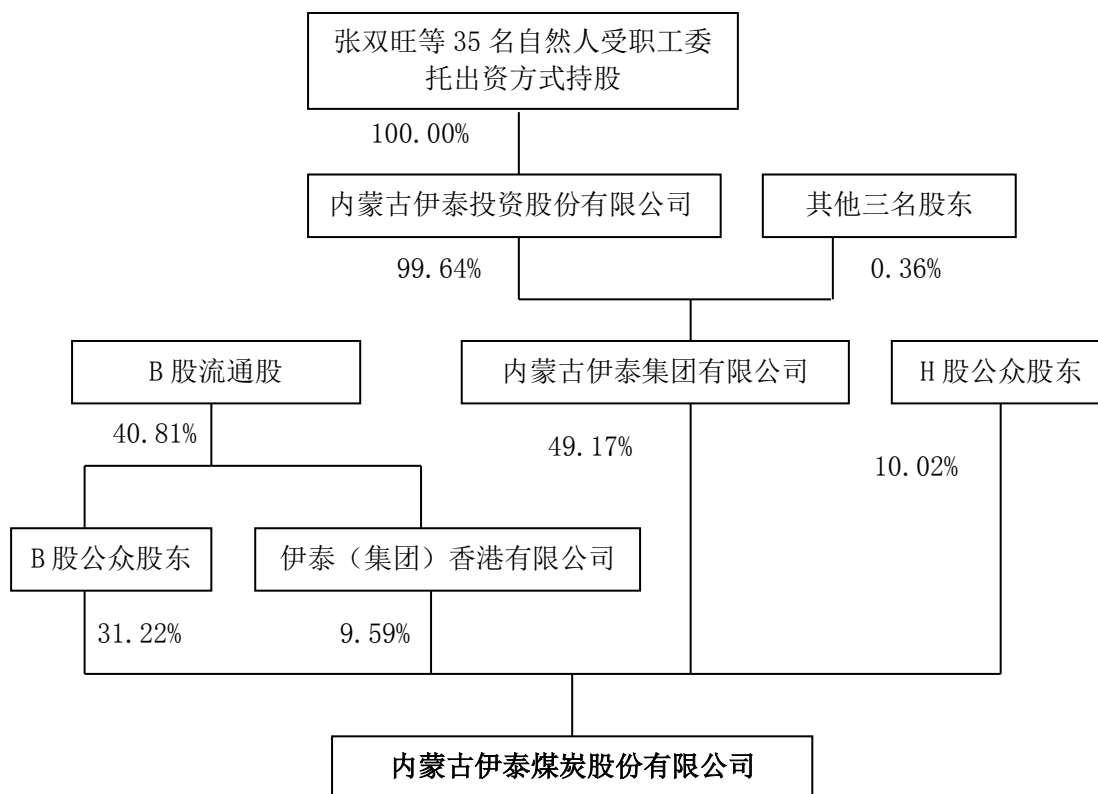 张双旺等 35 名自然人受职工委
托出资方式持股
100.00%
内蒙古伊泰投资股份有限公司
其他三名股东
99.64%
0.36%
B 股流通股
内蒙古伊泰集团有限公司
H 股公众股东
40.81%
49.17%
10.02%
B 股公众股东
伊泰（集团）香港有限公司
31.22%
9.59%
内蒙古伊泰煤炭股份有限公司